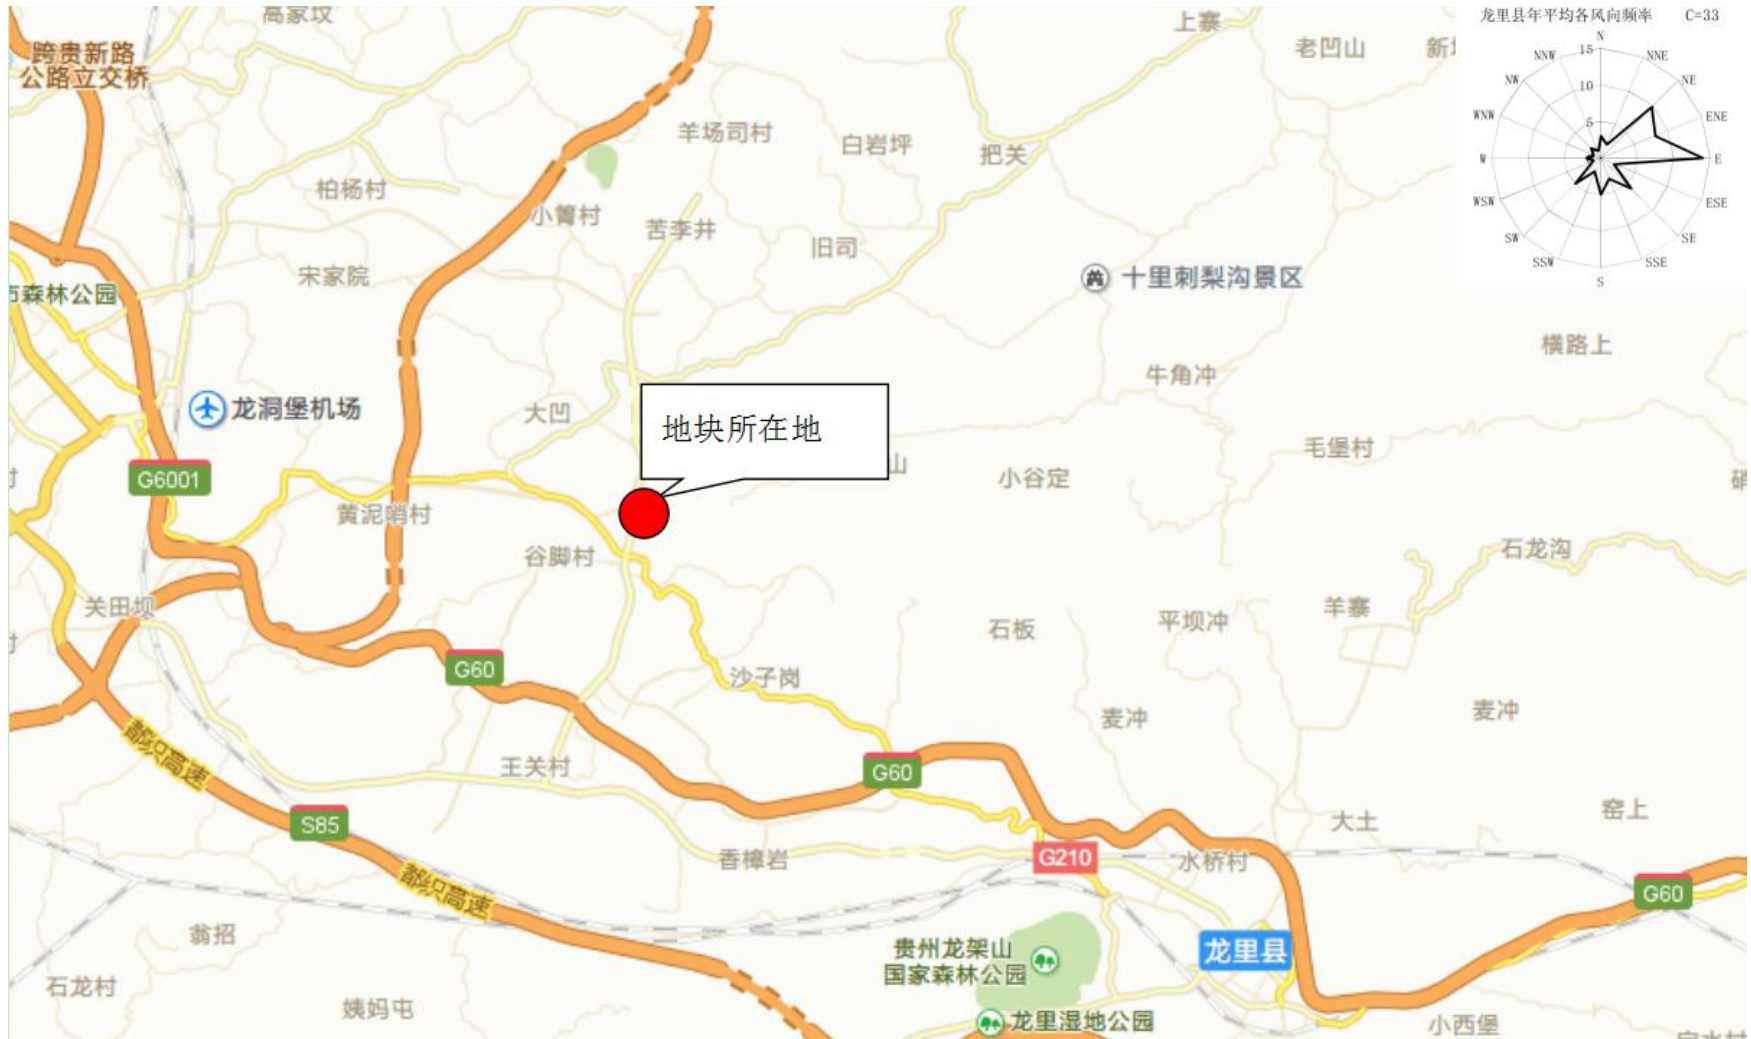 高家坟
跨贵新路
公路立交桥
上寨
老凹山
龙里县年平均各风向频率 C=33
N
NNE
NE
ENE
E
ESE
SE
SSE
S
SSW
SW
WSW
W
WNW
NW
NNW
15
10
5
羊场司村
白岩坪
把关
柏杨村
小箐村
苦李井
旧司
宋家院
森林公园
十里刺梨沟景区
横路上
牛角冲
龙洞堡机场
大凹
地块所在地
山
毛堡村
小谷定
G6001
黄泥哨村
谷脚村
石龙沟
关田坝
石板
平坝冲
羊寨
G60
沙子岗
麦冲
麦冲
都织高速
王关村
G60
S85
大土
窑上
香樟岩
G210
水桥村
都织高速
G60
翁招
贵州龙架山
国家森林公园
龙里县
石龙村
姨妈屯
龙里湿地公园
小西堡